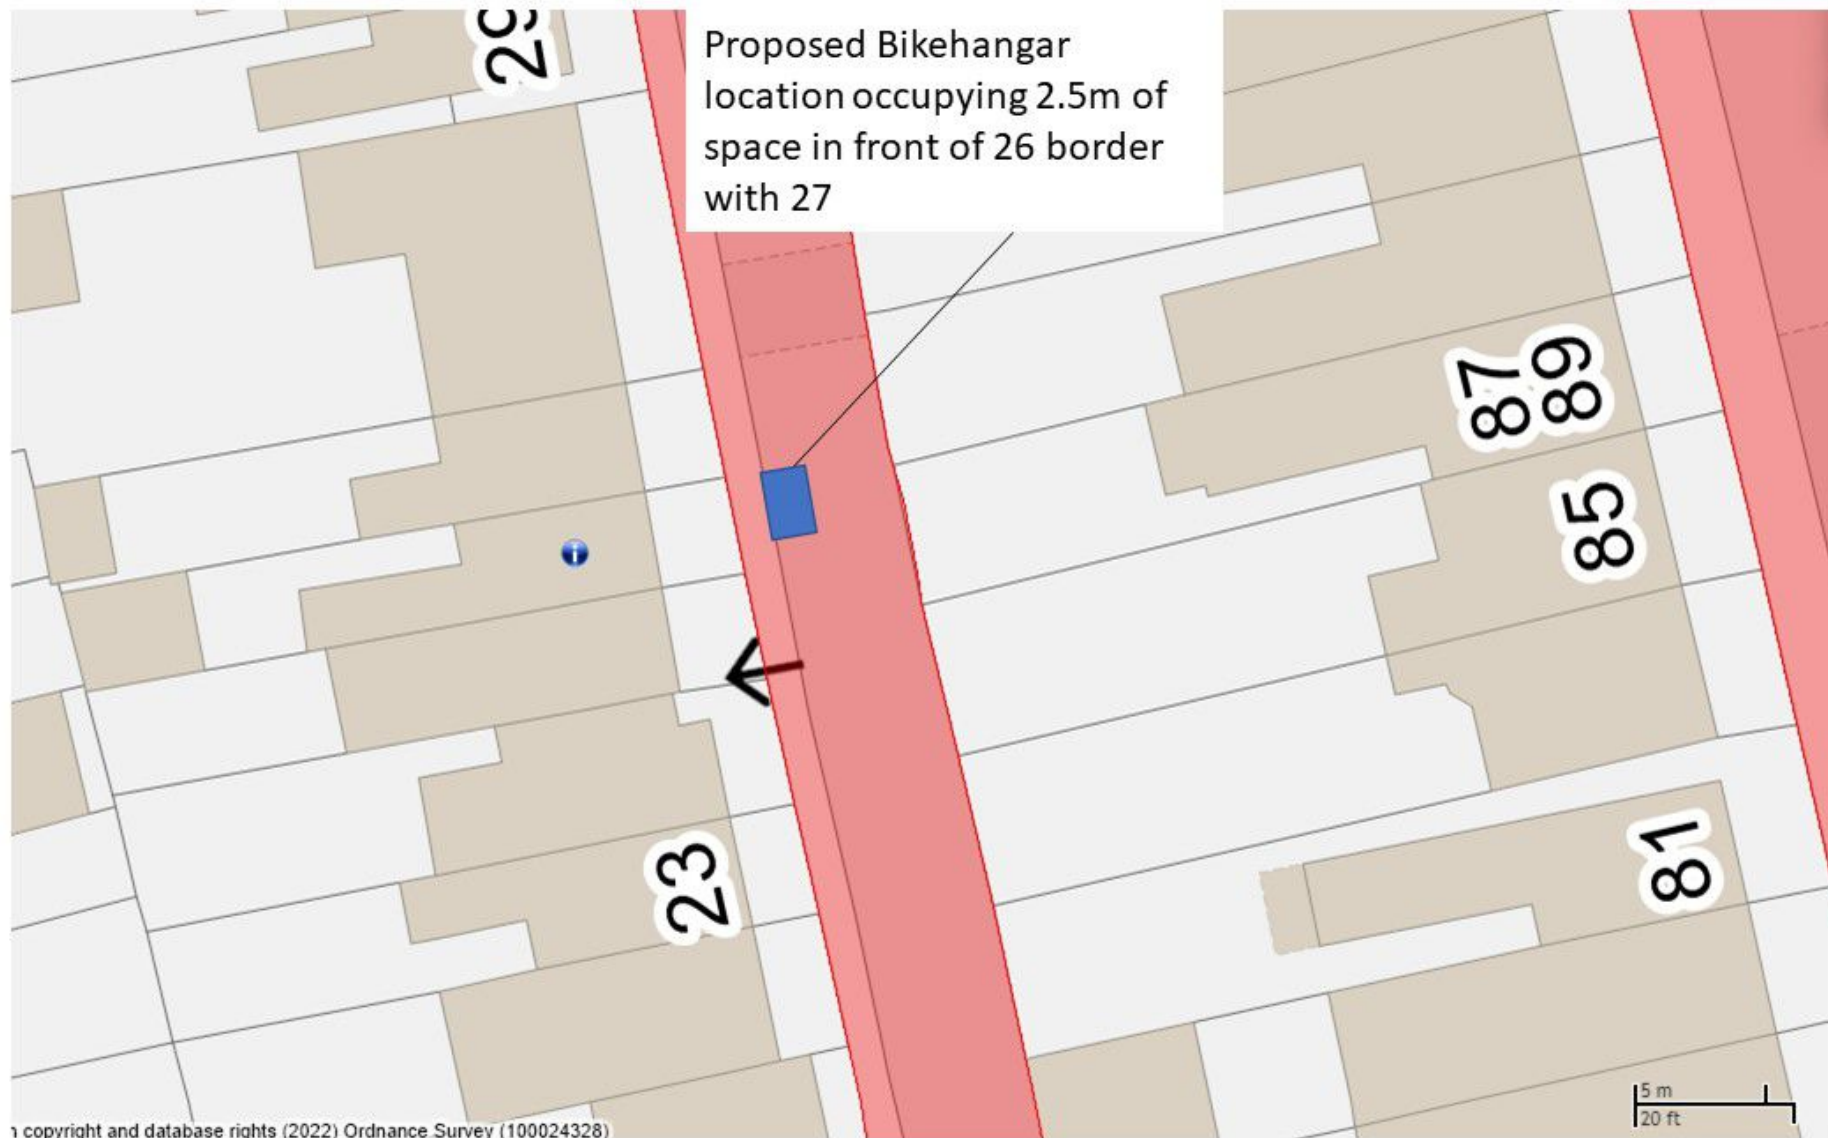 29
Proposed Bikehangar
location occupying 2.5m of
space in front of 26 border
with 27
87
89
85
i
23
81
5 m
20 ft
copyright and database rights (2022) Ordnance Survey (100024328)